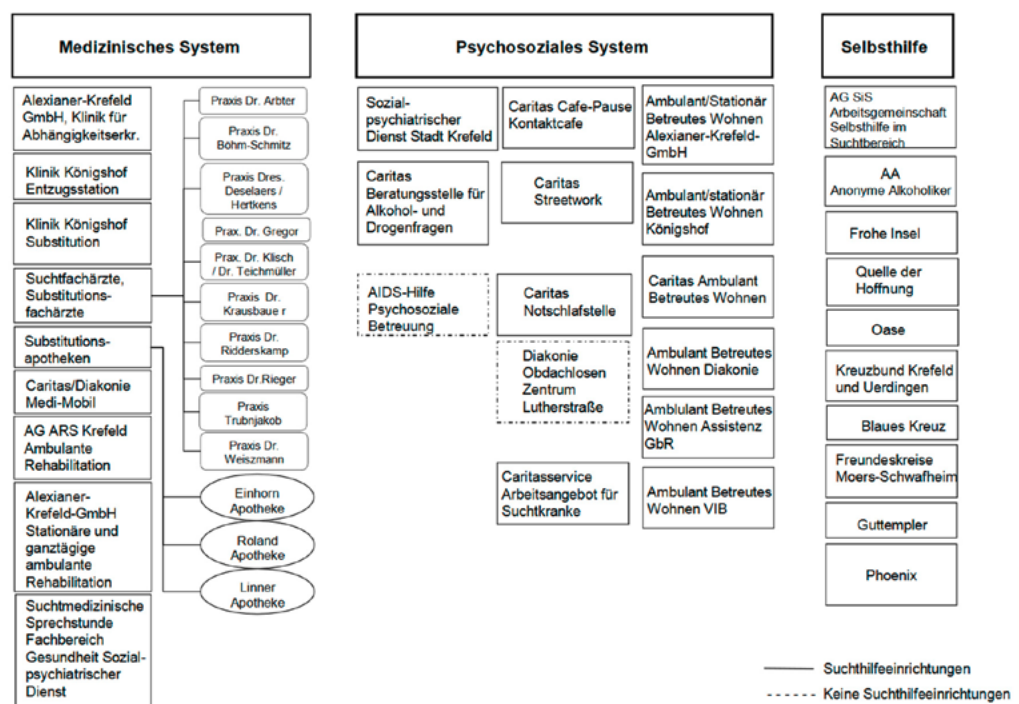 Medizinisches System
Alexianer-Krefeld
GmbH, Klinik für
Abhängigkeitserkr.
Klinik Königshof
Entzugsstation
Klinik Königshof
Substitution
Suchtfachärzte,
Substitutions-
fachärzte
Substitutions-
apotheken
Caritas/Diakonie
Medi-Mobil
AG ARS Krefeld
Ambulante
Rehabilitation
Alexianer-
Krefeld-GmbH
Stationäre und
ganztägige
ambulante
Rehabilitation
Suchtmedizinische
Sprechstunde
Fachbereich
Gesundheit Sozial-
psychiatrischer
Dienst
Praxis Dr. Arbter
Praxis Dr.
Böhm-Schmitz
Praxis Dres.
Deselaers /
Hertkens
Prax. Dr. Gregor
Prax. Dr. Klisch
/ Dr. Teichmüller
Praxis Dr.
Krausbaue r
Praxis Dr.
Ridderskamp
Praxis Dr.Rieger
Praxis
Trubnjakob
Praxis Dr.
Weiszmann
Einhorn
Apotheke
Roland
Apotheke
Linner
Apotheke
Psychosoziales System
Sozial-
psychiatrischer
Dienst Stadt Krefeld
Caritas
Beratungsstelle für
Alkohol- und
Drogenfragen
AIDS-Hilfe
Psychosoziale
Betreuung
Caritas Cafe-Pause
Kontaktcafe
Caritas
Streetwork
Caritas
Notschlafstelle
Diakonie
Obdachlosen
Zentrum
Lutherstraße
Caritasservice
Arbeitsangebot für
Suchtkranke
Ambulant/Stationär
Betreutes Wohnen
Alexianer-Krefeld-
GmbH
Ambulant/stationär
Betreutes Wohnen
Königshof
Caritas Ambulant
Betreutes Wohnen
Ambulant Betreutes
Wohnen Diakonie
Amblulant Betreutes
Wohnen Assistenz
GbR
Ambulant Betreutes
Wohnen VIB
Selbsthilfe
AG SiS
Arbeitsgemeinschaft
Selbsthilfe im
Suchtbereich
AA
Anonyme Alkoholiker
Frohe Insel
Quelle der
Hoffnung
Oase
Kreuzbund Krefeld
und Uerdingen
Blaues Kreuz
Freundeskreise
Moers-Schwafheim
Guttempler
Phoenix
Suchthilfeeinrichtungen
Keine Suchthilfeeinrichtungen